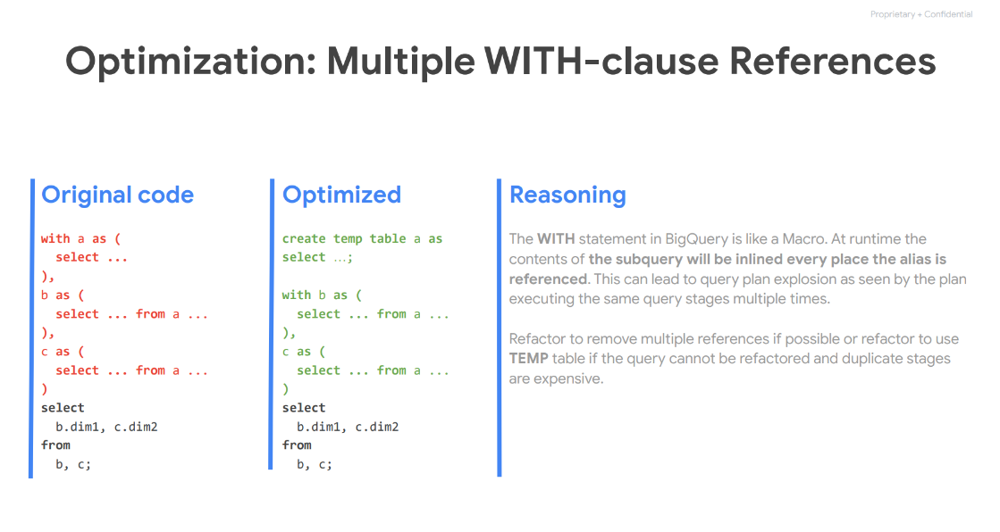 Proprietary + Confidential
Optimization: Multiple WITH-clause References
Original code
with a as (
  select ...
),
b as (
  select ... from a ...
),
c as (
  select ... from a ...
)
select
  b.dim1, c.dim2
from
  b, c;
Optimized
create temp table a as
select ...;
with b as (
  select ... from a ...
),
c as (
  select ... from a ...
)
select
  b.dim1, c.dim2
from
  b, c;
Reasoning
The WITH statement in BigQuery is like a Macro. At runtime the
contents of the subquery will be inlined every place the alias is
referenced. This can lead to query plan explosion as seen by the plan
executing the same query stages multiple times.
Refactor to remove multiple references if possible or refactor to use
TEMP table if the query cannot be refactored and duplicate stages
are expensive.